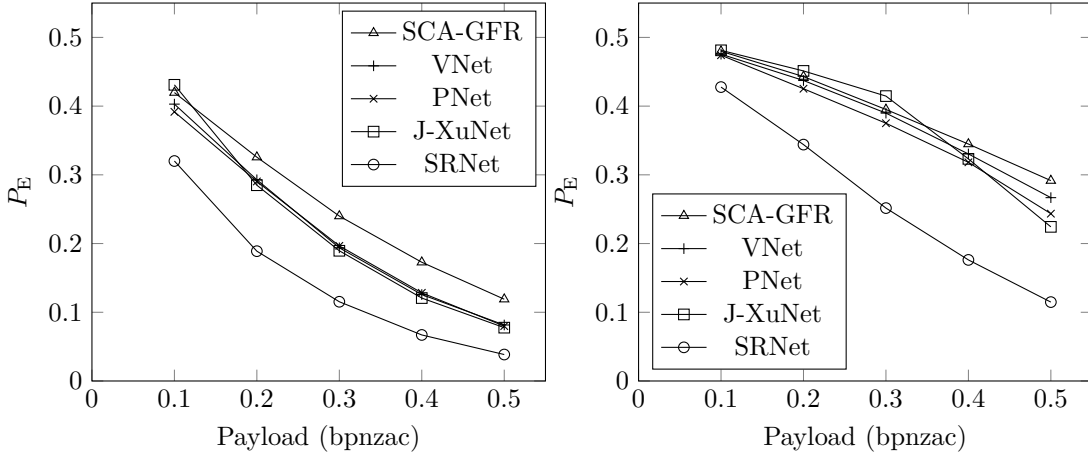 0.5
0.4
0.3
0.2
0.1
0
P_E
0 0.1 0.2 0.3 0.4 0.5
Payload (bpnzac)
SCA-GFR
VNet
PNet
J-XuNet
SRNet
0.5
0.4
0.3
0.2
0.1
0
P_E
0 0.1 0.2 0.3 0.4 0.5
Payload (bpnzac)
SCA-GFR
VNet
PNet
J-XuNet
SRNet